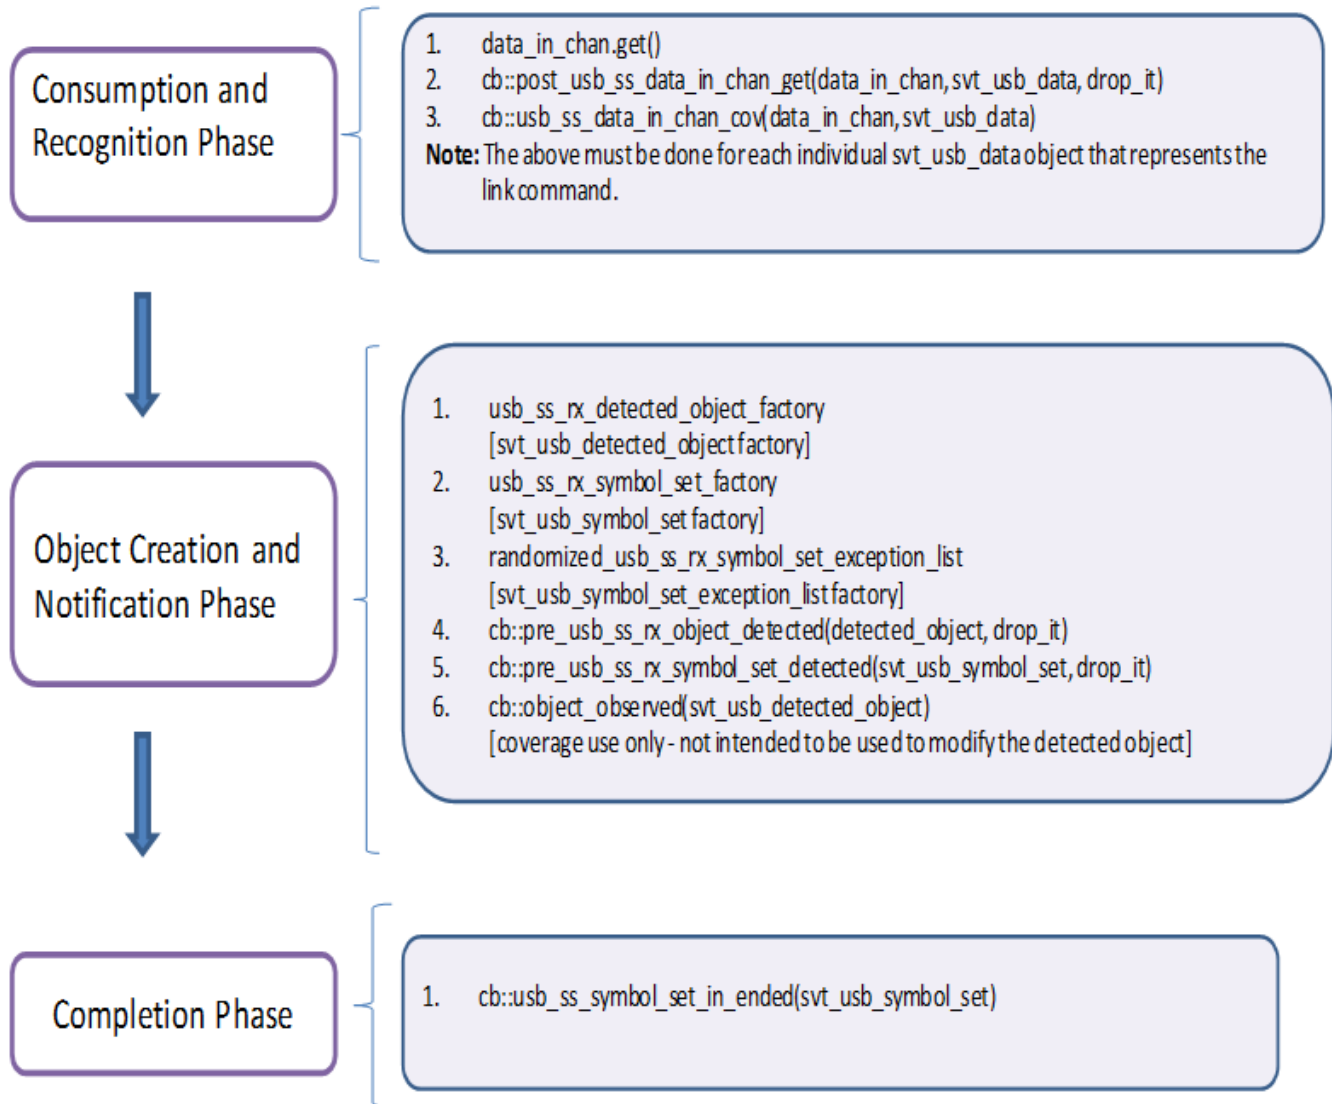 Consumption and
Recognition Phase
1. data_in_chan.get()
2. cb::post_usb_ss_data_in_chan_get(data_in_chan, svt_usb_data, drop_it)
3. cb::usb_ss_data_in_chan_cov(data_in_chan, svt_usb_data)
Note: The above must be done for each individual svt_usb_data object that represents the
link command.
Object Creation and
Notification Phase
1. usb_ss_rx_detected_object_factory
[svt_usb_detected_object factory]
2. usb_ss_rx_symbol_set_factory
[svt_usb_symbol_set factory]
3. randomized_usb_ss_rx_symbol_set_exception_list
[svt_usb_symbol_set_exception_list factory]
4. cb::pre_usb_ss_rx_object_detected(detected_object, drop_it)
5. cb::pre_usb_ss_rx_symbol_set_detected(svt_usb_symbol_set, drop_it)
6. cb::object_observed(svt_usb_detected_object)
[coverage use only - not intended to be used to modify the detected object]
Completion Phase
1. cb::usb_ss_symbol_set_in_ended(svt_usb_symbol_set)